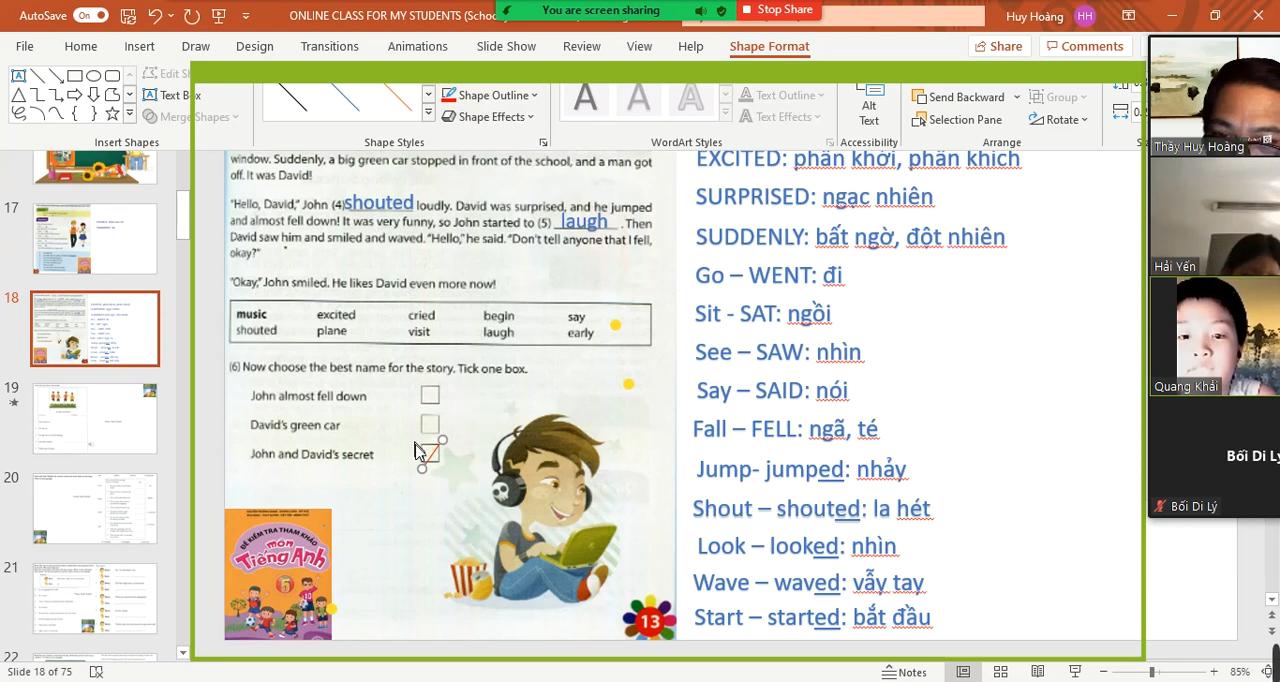 AutoSave On
ONLINE CLASS FOR MY STUDENTS (Schoo
You are screen sharing
Stop Share
Huy Hoàng HH
File Home Insert Draw Design Transitions Animations Slide Show Review View Help Shape Format
Share Comments
Text Box
Merge Shapes
Shape Outline
Shape Effects
Text Outline
Text Effects
Alt
Text
Send Backward
Selection Pane
Group
Rotate
Insert Shapes Shape Styles WordArt Styles Accessibility Arrange
window. Suddenly, a big green car stopped in front of the school, and a man got
off. It was David!
"Hello, David," John (4) shouted loudly. David was surprised, and he jumped
and almost fell down! It was very funny, so John started to (5) laugh. Then
David saw him and smiled and waved. "Hello," he said. "Don't tell anyone that I fell,
okay?"
"Okay," John smiled. He likes David even more now!
music excited cried begin say
shouted plane visit laugh early
(6) Now choose the best name for the story. Tick one box.
John almost fell down
David's green car
John and David's secret
ĐỀ KIỂM TRA THAM KHẢO
môn
Tiếng Anh
5
13
EXCITED: phấn khởi, phấn khích
SURPRISED: ngạc nhiên
SUDDENLY: bất ngờ, đột nhiên
Go – WENT: đi
Sit - SAT: ngồi
See – SAW: nhìn
Say – SAID: nói
Fall – FELL: ngã, té
Jump- jumped: nhảy
Shout – shouted: la hét
Look – looked: nhìn
Wave – waved: vẫy tay
Start – started: bắt đầu
17
18
19
20
21
22
Thầy Huy Hoàng
Hải Yến
Quang Khải
Bối Di Lý
Bối Di Lý
Slide 18 of 75
Notes
85%